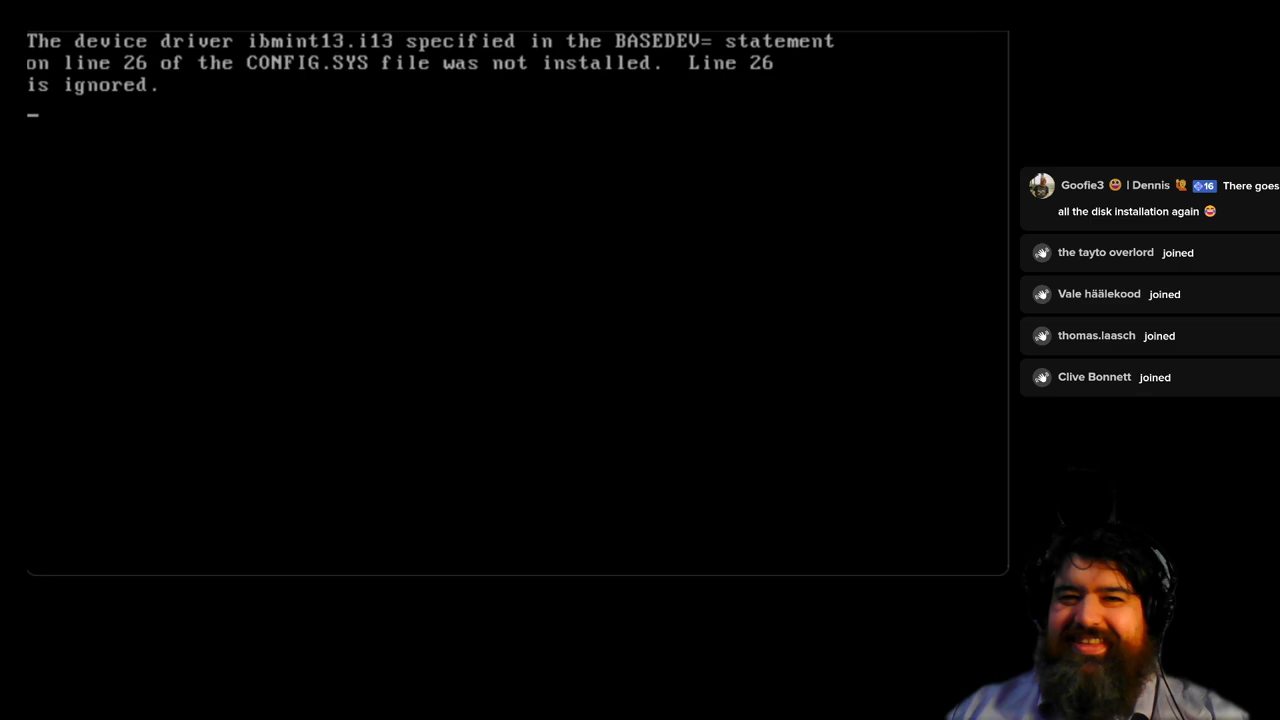 The device driver ibmint13.i13 specified in the BASEDEV= statement
on line 26 of the CONFIG.SYS file was not installed.  Line 26
is ignored.
Goofie3 😃 | Dennis 🙋 16 There goes
all the disk installation again 😂
the tayto overlord joined
Vale häälekood joined
thomas.laasch joined
Clive Bonnett joined